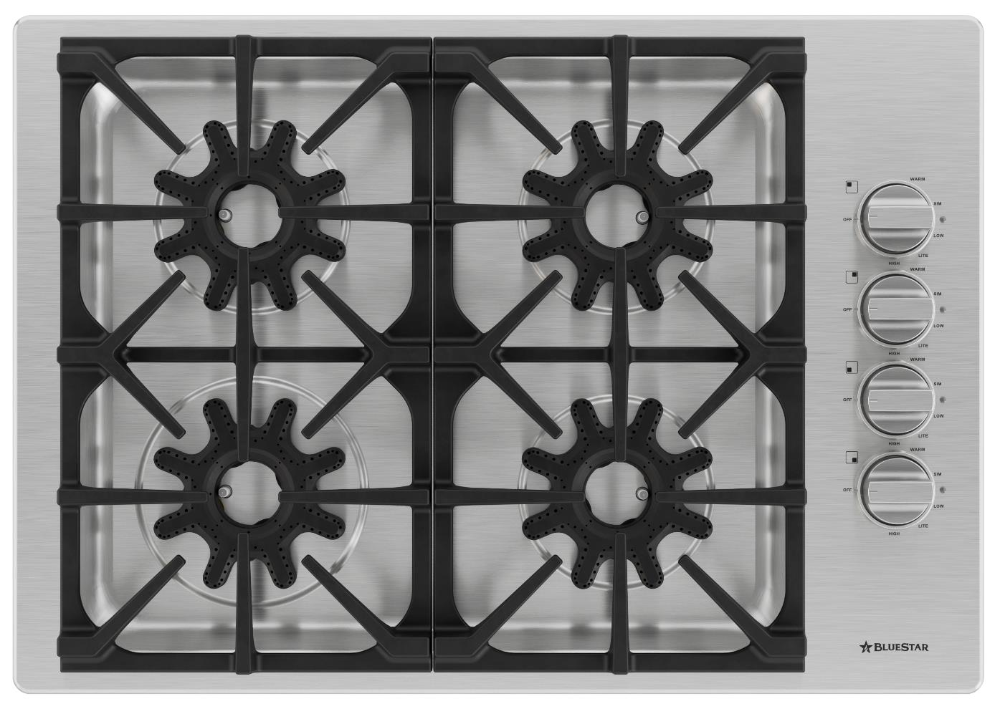 WARM
SIM
OFF
LOW
LITE
HIGH
WARM
SIM
OFF
LOW
LITE
HIGH
WARM
SIM
OFF
LOW
LITE
HIGH
WARM
SIM
OFF
LOW
LITE
HIGH
BLUESTAR